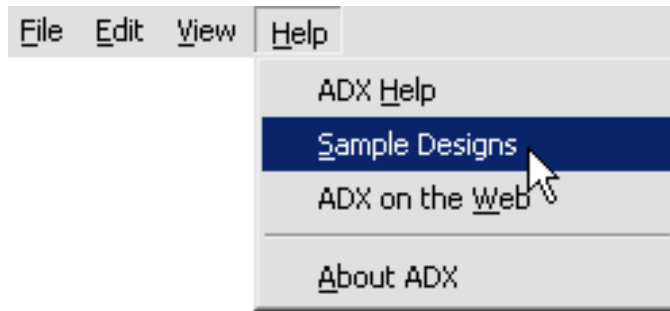 File Edit View Help
ADX Help
Sample Designs
ADX on the Web
About ADX